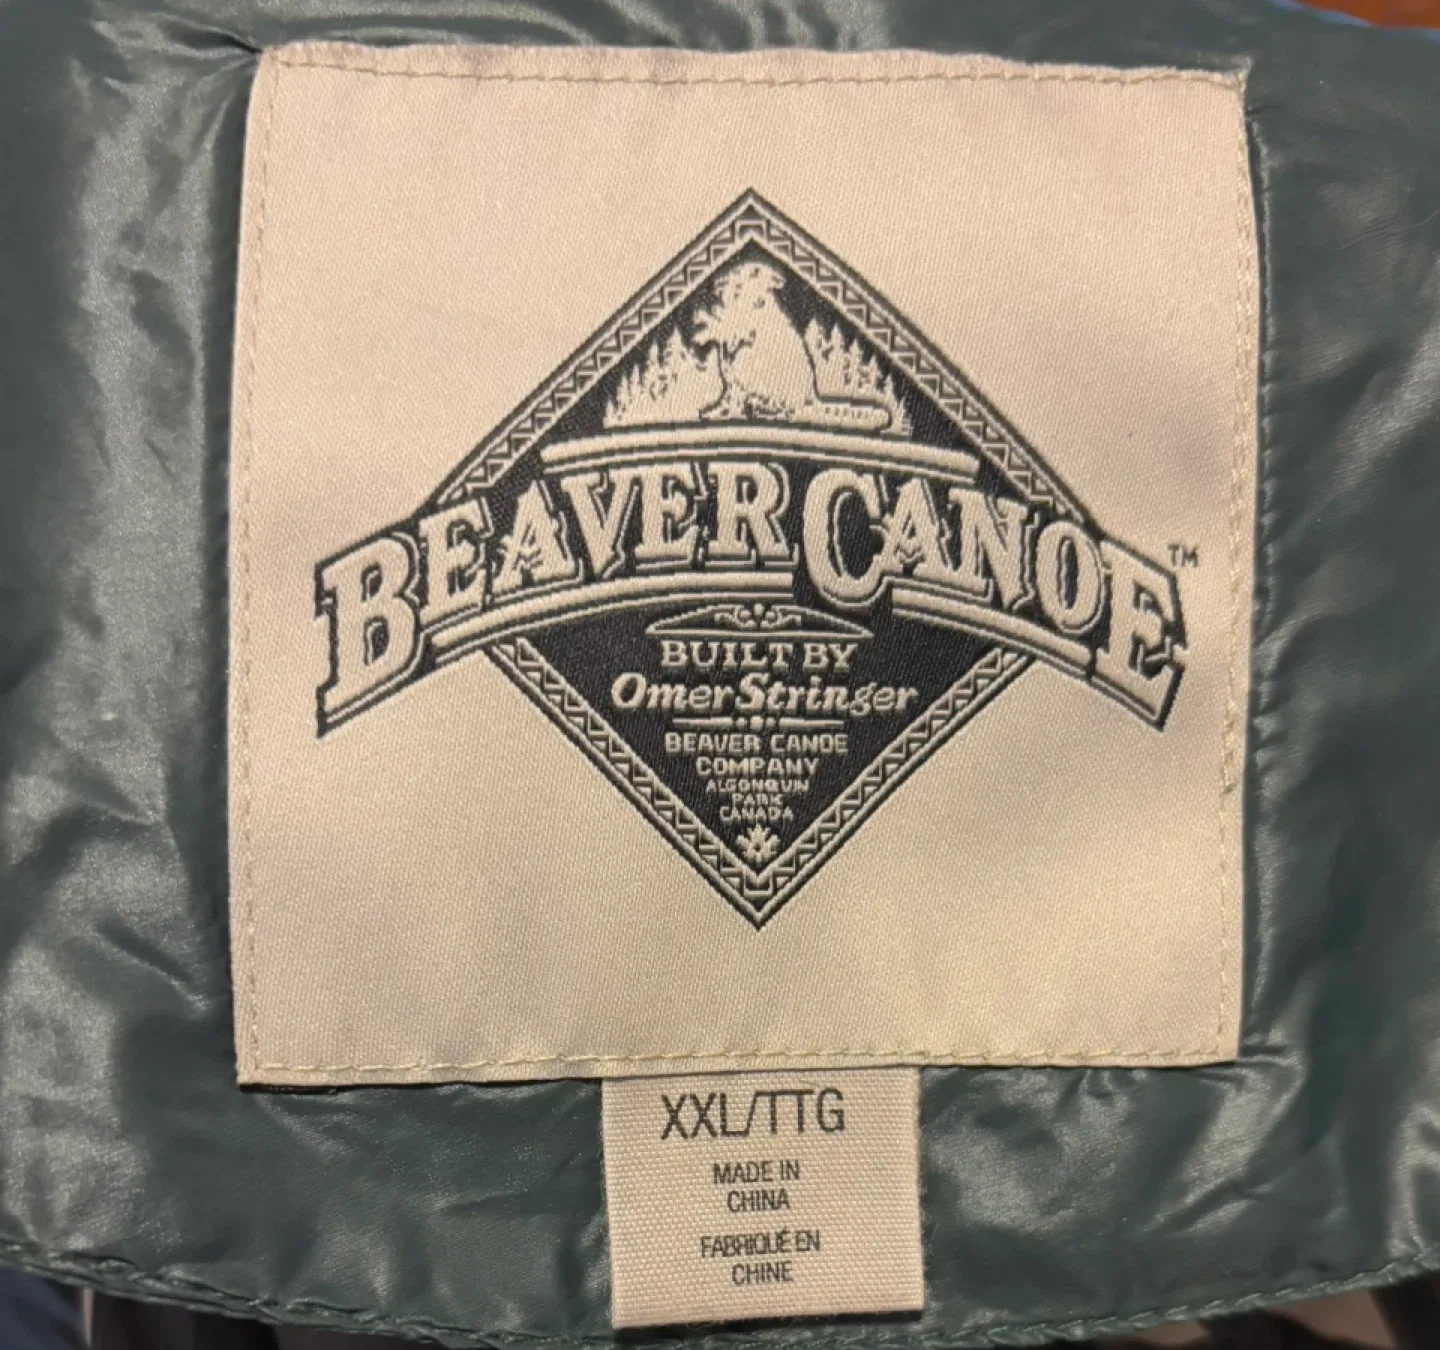 BEAVER CANOE™
BUILT BY
Omer Stringer
BEAVER CANOE
COMPANY
ALGONQUIN
PARK
CANADA
XXL/TTG
MADE IN
CHINA
FABRIQUÉ EN
CHINE